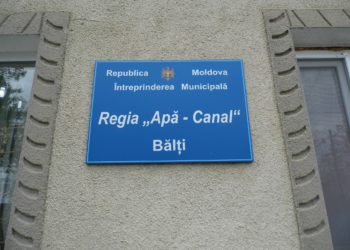 Republica Moldova
Întreprinderea Municipală
Regia „Apă - Canal“
Bălți